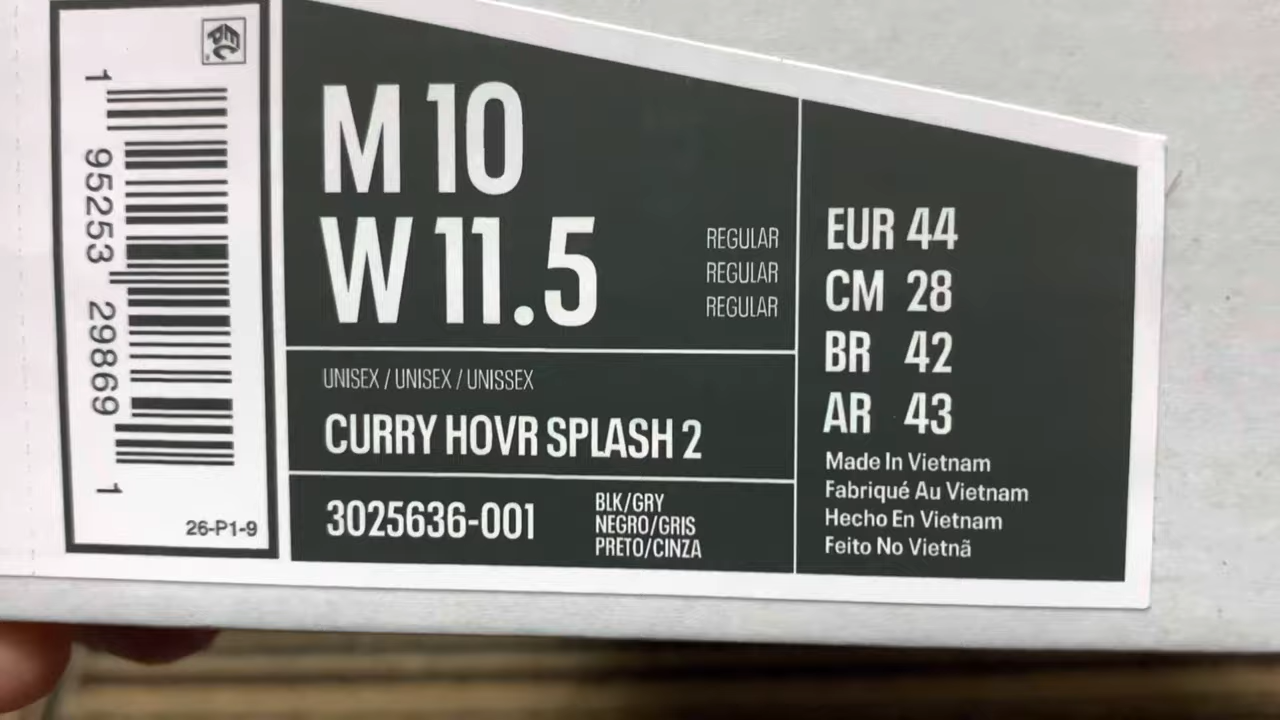 EPC
1 95253 29869 1
26-P1-9
M 10
W 11.5
REGULAR
REGULAR
REGULAR
UNISEX / UNISEX / UNISSEX
CURRY HOVR SPLASH 2
3025636-001
BLK/GRY
NEGRO/GRIS
PRETO/CINZA
EUR 44
CM 28
BR 42
AR 43
Made In Vietnam
Fabriqué Au Vietnam
Hecho En Vietnam
Feito No Vietnã